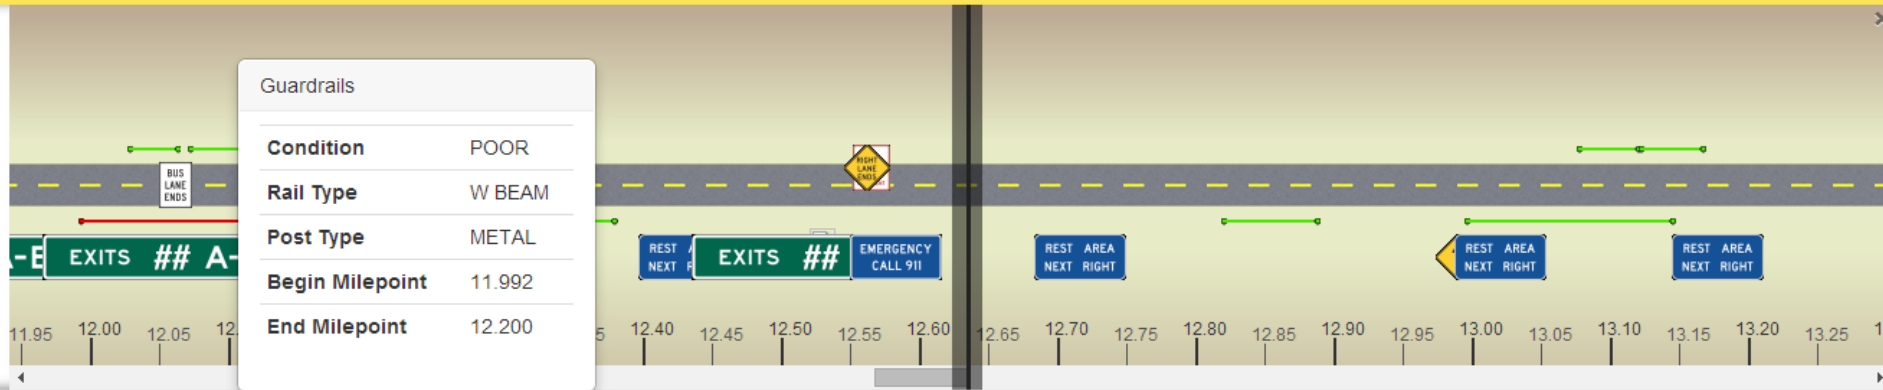 Guardrails
Condition POOR
Rail Type W BEAM
Post Type METAL
Begin Milepoint 11.992
End Milepoint 12.200
BUS
LANE
ENDS
RIGHT
LANE
ENDS
EXITS ## A-
REST
NEXT
EXITS ##
EMERGENCY
CALL 911
REST AREA
NEXT RIGHT
REST AREA
NEXT RIGHT
REST AREA
NEXT RIGHT
11.95 12.00 12.05 12. 5 12.40 12.45 12.50 12.55 12.60 12.65 12.70 12.75 12.80 12.85 12.90 12.95 13.00 13.05 13.10 13.15 13.20 13.25